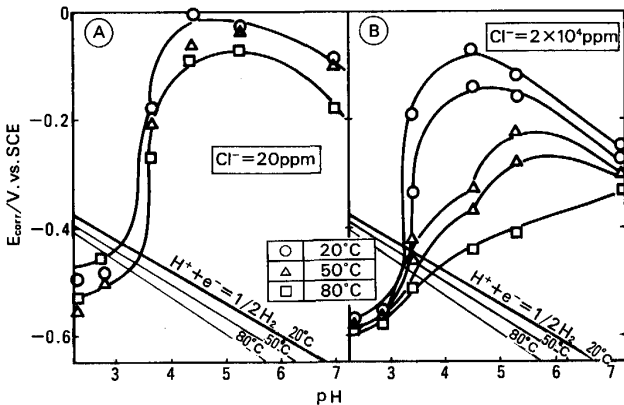 A
B
Cl⁻=2×10⁴ppm
Cl⁻=20ppm
0
−0.2
−0.4
−0.6
Ecorr/V. vs. SCE
○ 20°C
△ 50°C
□ 80°C
H⁺+e⁻=1/2H₂ 20°C
50°C
80°C
H⁺+e⁻=1/2H₂ 20°C
50°C
80°C
3 4 5 6 7
3 4 5 6 7
pH